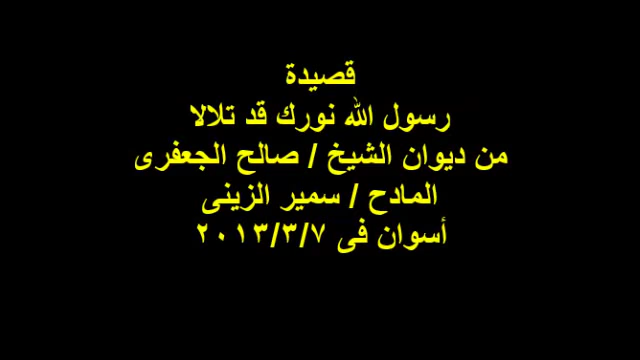 قصيدة
رسول الله نورك قد تلالا
من ديوان الشيخ / صالح الجعفرى
المادح / سمير الزينى
أسوان فى ٢٠١٣/٣/٧